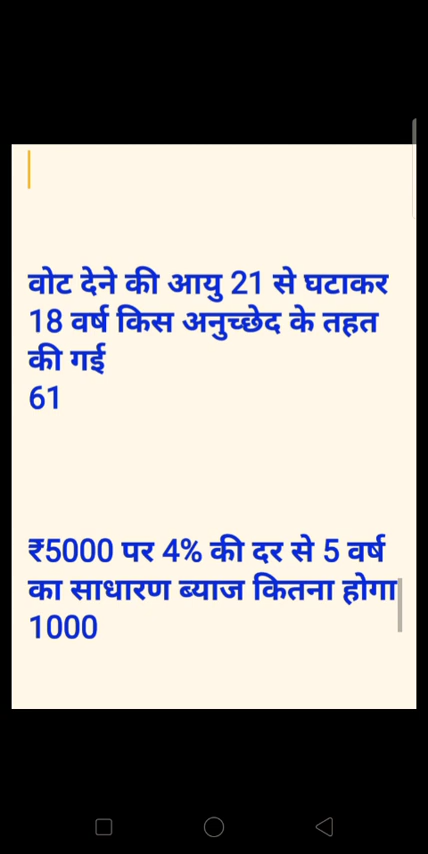 वोट देने की आयु 21 से घटाकर
18 वर्ष किस अनुच्छेद के तहत
की गई
61
₹5000 पर 4% की दर से 5 वर्ष
का साधारण ब्याज कितना होगा
1000